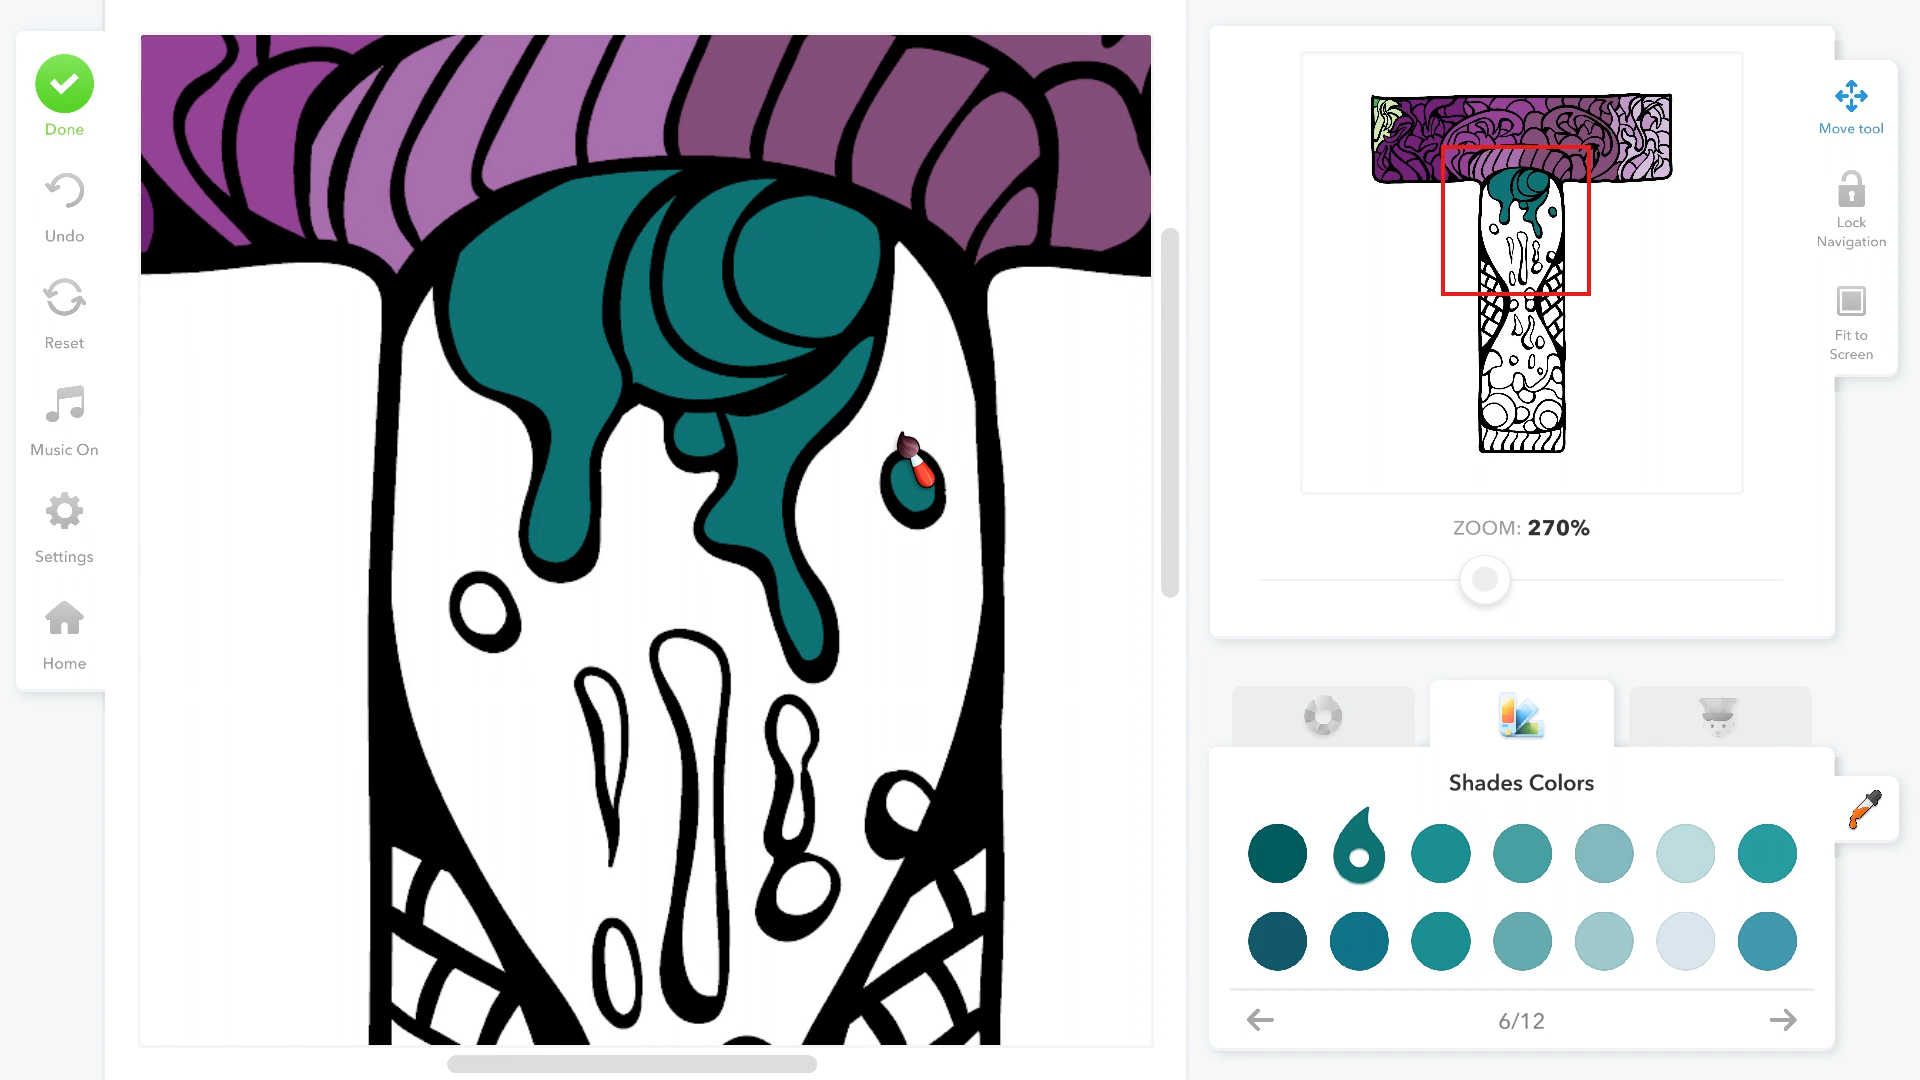 Done
Undo
Reset
Music On
Settings
Home
Move tool
Lock
Navigation
Fit to
Screen
ZOOM: 270%
Shades Colors
6/12